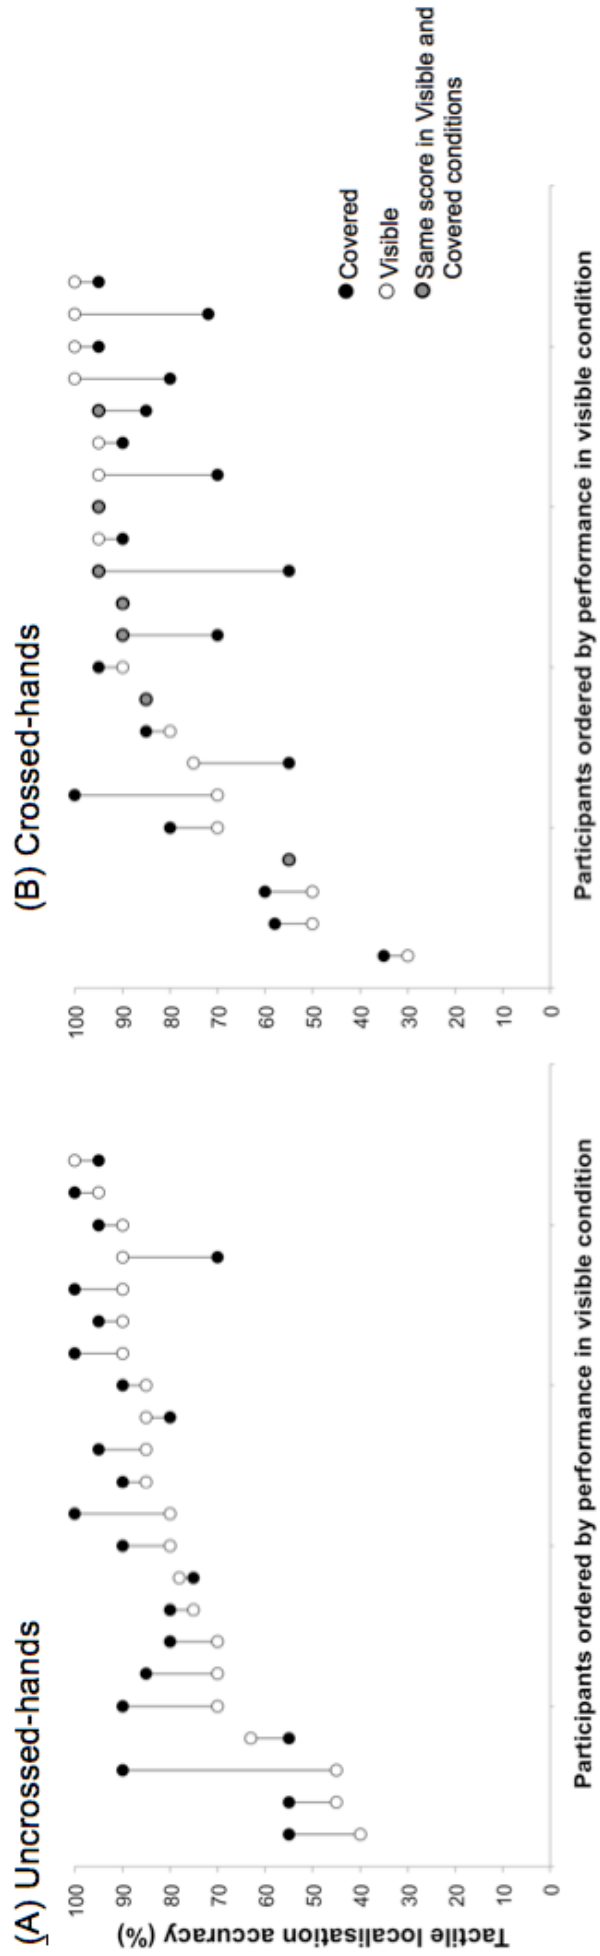 (A) Uncrossed-hands
Tactile localisation accuracy (%)
100
90
80
70
60
50
40
30
20
10
0
Participants ordered by performance in visible condition
(B) Crossed-hands
100
90
80
70
60
50
40
30
20
10
0
Participants ordered by performance in visible condition
Covered
Visible
Same score in Visible and
Covered conditions